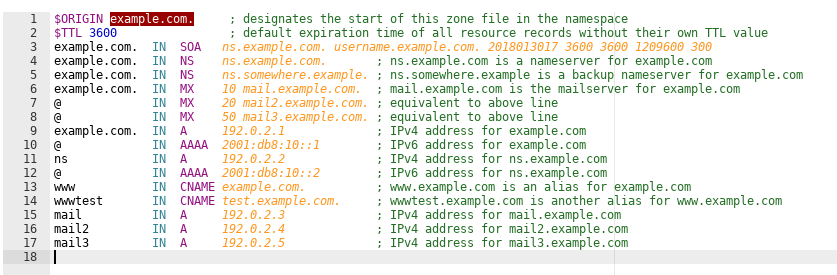 1 $ORIGIN example.com. ; designates the start of this zone file in the namespace
2 $TTL 3600 ; default expiration time of all resource records without their own TTL value
3 example.com. IN SOA ns.example.com. username.example.com. 2018013017 3600 3600 1209600 300
4 example.com. IN NS ns.example.com. ; ns.example.com is a nameserver for example.com
5 example.com. IN NS ns.somewhere.example. ; ns.somewhere.example is a backup nameserver for example.com
6 example.com. IN MX 10 mail.example.com. ; mail.example.com is the mailserver for example.com
7 @ IN MX 20 mail2.example.com. ; equivalent to above line
8 @ IN MX 50 mail3.example.com. ; equivalent to above line
9 example.com. IN A 192.0.2.1 ; IPv4 address for example.com
10 @ IN AAAA 2001:db8:10::1 ; IPv6 address for example.com
11 ns IN A 192.0.2.2 ; IPv4 address for ns.example.com
12 @ IN AAAA 2001:db8:10::2 ; IPv6 address for ns.example.com
13 www IN CNAME example.com. ; www.example.com is an alias for example.com
14 wwwtest IN CNAME test.example.com. ; wwwtest.example.com is another alias for www.example.com
15 mail IN A 192.0.2.3 ; IPv4 address for mail.example.com
16 mail2 IN A 192.0.2.4 ; IPv4 address for mail2.example.com
17 mail3 IN A 192.0.2.5 ; IPv4 address for mail3.example.com
18